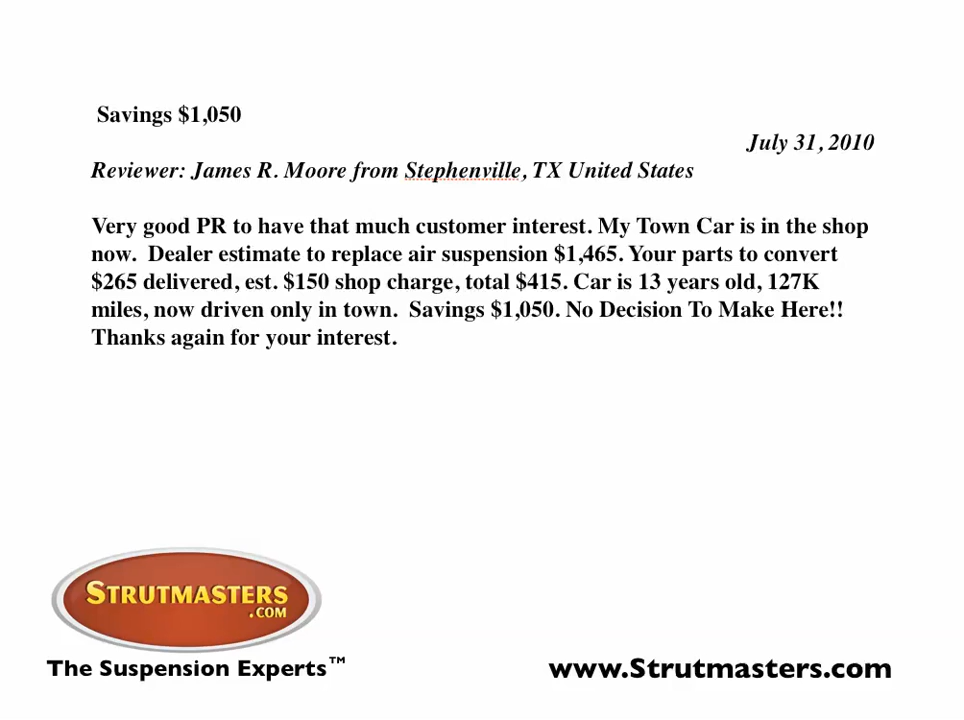 Savings $1,050
July 31, 2010
Reviewer: James R. Moore from Stephenville, TX United States
Very good PR to have that much customer interest. My Town Car is in the shop
now.  Dealer estimate to replace air suspension $1,465. Your parts to convert
$265 delivered, est. $150 shop charge, total $415. Car is 13 years old, 127K
miles, now driven only in town.  Savings $1,050. No Decision To Make Here!!
Thanks again for your interest.
STRUTMASTERS
.COM
The Suspension Experts™
www.Strutmasters.com